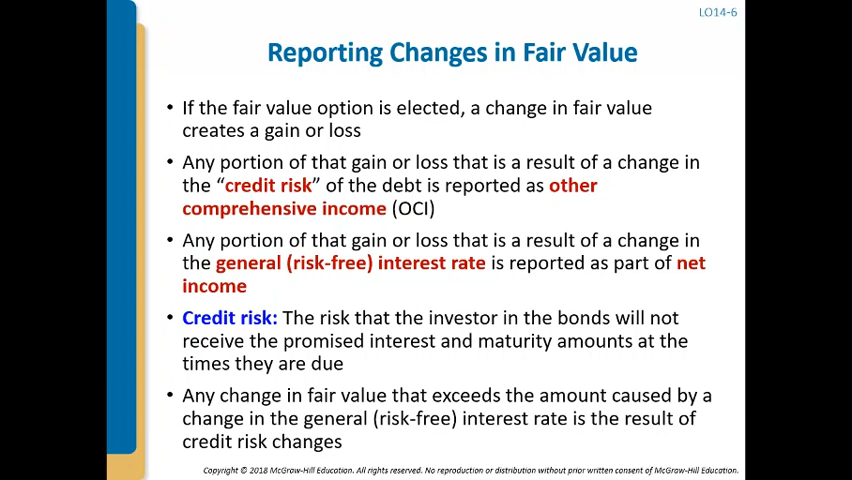 LO14-6
Reporting Changes in Fair Value
• If the fair value option is elected, a change in fair value
creates a gain or loss
• Any portion of that gain or loss that is a result of a change in
the “credit risk” of the debt is reported as other
comprehensive income (OCI)
• Any portion of that gain or loss that is a result of a change in
the general (risk-free) interest rate is reported as part of net
income
• Credit risk: The risk that the investor in the bonds will not
receive the promised interest and maturity amounts at the
times they are due
• Any change in fair value that exceeds the amount caused by a
change in the general (risk-free) interest rate is the result of
credit risk changes
Copyright © 2018 McGraw-Hill Education. All rights reserved. No reproduction or distribution without prior written consent of McGraw-Hill Education.